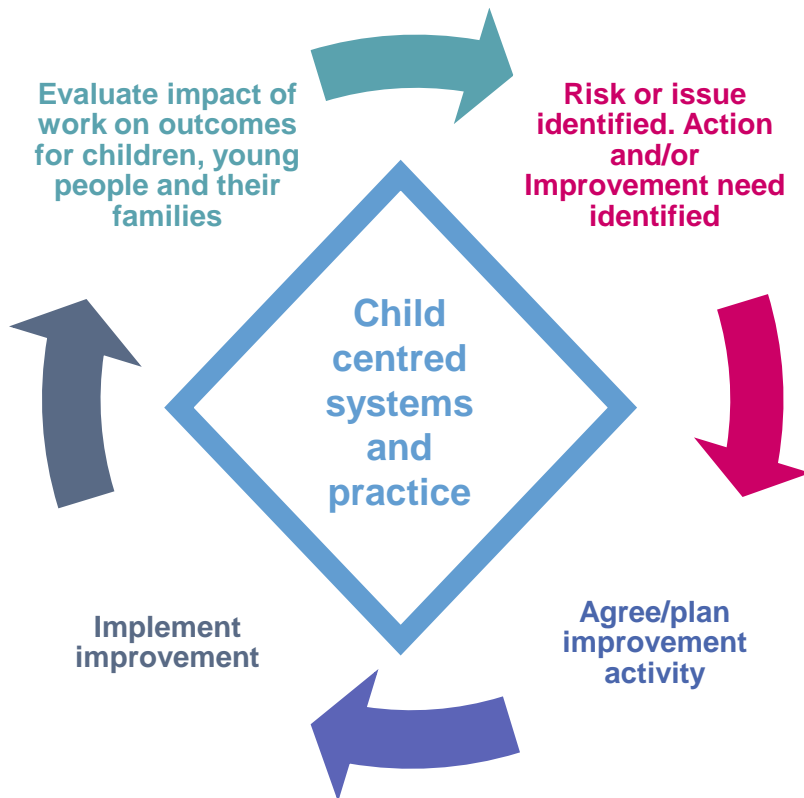 Evaluate impact of
work on outcomes
for children, young
people and their
families
Risk or issue
identified. Action
and/or
Improvement need
identified
Child
centred
systems
and
practice
Implement
improvement
Agree/plan
improvement
activity